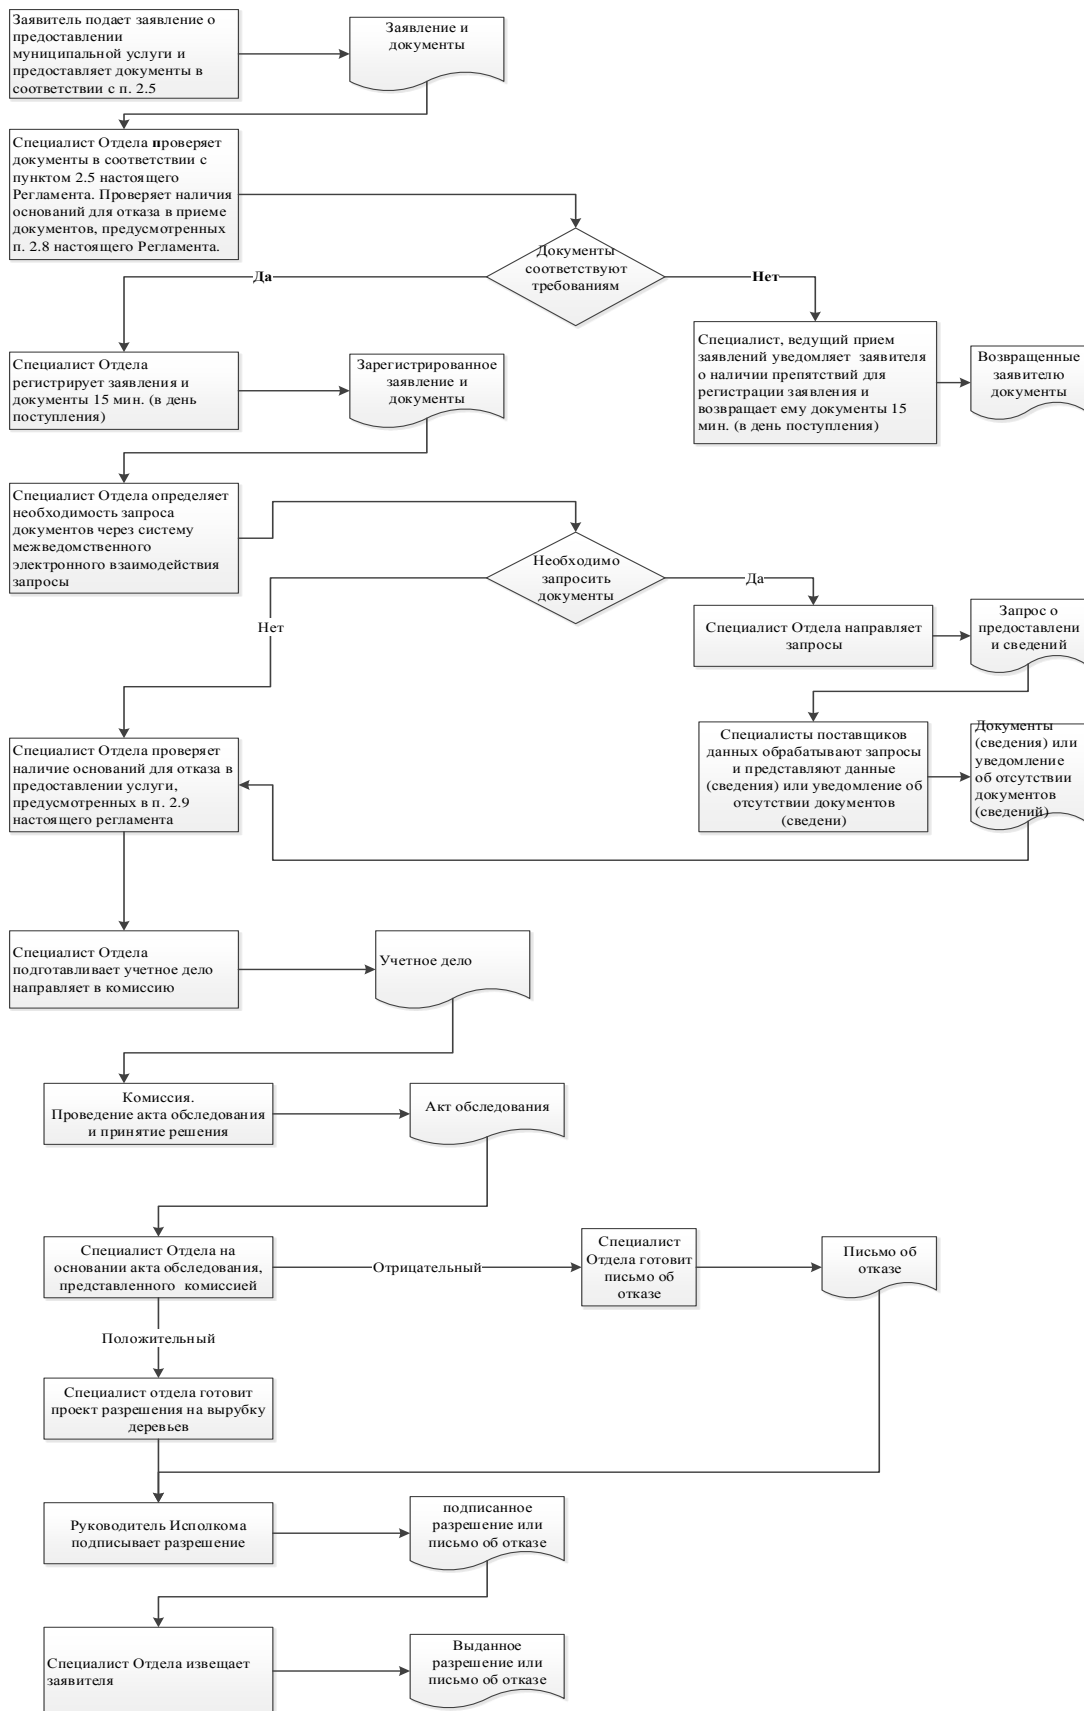 Заявитель подает заявление о
предоставлении
муниципальной услуги и
предоставляет документы в
соответствии с п. 2.5
Заявление и
документы
Специалист Отдела проверяет
документы в соответствии с
пунктом 2.5 настоящего
Регламента. Проверяет наличия
оснований для отказа в приеме
документов, предусмотренных
п. 2.8 настоящего Регламента.
Документы
соответствуют
требованиям
Да
Нет
Специалист Отдела
регистрирует заявления и
документы 15 мин. (в день
поступления)
Зарегистрированное
заявление и
документы
Специалист, ведущий прием
заявлений уведомляет заявителя
о наличии препятствий для
регистрации заявления и
возвращает ему документы 15
мин. (в день поступления)
Возвращенные
заявителю
документы
Специалист Отдела определяет
необходимость запроса
документов через систему
межведомственного
электронного взаимодействия
запросы
Необходимо
запросить
документы
Да
Нет
Специалист Отдела направляет
запросы
Запрос о
предоставлени
и сведений
Специалист Отдела проверяет
наличие оснований для отказа в
предоставлении услуги,
предусмотренных в п. 2.9
настоящего регламента
Специалисты поставщиков
данных обрабатывают запросы
и представляют данные
(сведения) или уведомление об
отсутствии документов
(сведени)
Документы
(сведения) или
уведомление
об отсутствии
документов
(сведений)
Специалист Отдела
подготавливает учетное дело
направляет в комиссию
Учетное дело
Комиссия.
Проведение акта обследования
и принятие решения
Акт обследования
Специалист Отдела на
основании акта обследования,
представленного комиссией
Отрицательный
Специалист
Отдела готовит
письмо об
отказе
Письмо об
отказе
Положительный
Специалист отдела готовит
проект разрешения на вырубку
деревьев
Руководитель Исполкома
подписывает разрешение
подписанное
разрешение или
письмо об отказе
Специалист Отдела извещает
заявителя
Выданное
разрешение или
письмо об отказе